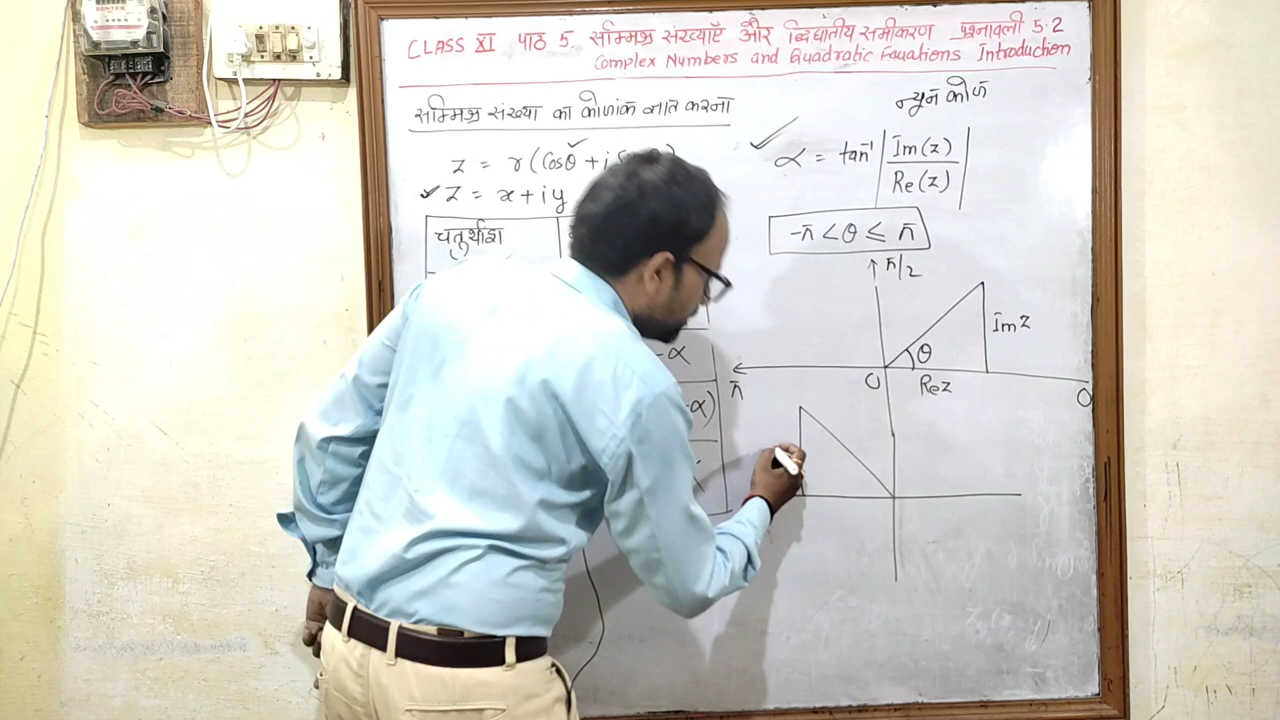 CLASS XI पाठ 5. सम्मिश्र संख्याएँ और द्विघातीय समीकरण प्रश्नावली 5.2
Complex Numbers and Quadratic Equations Introduction
सम्मिश्र संख्या का कोणांक ज्ञात करना
न्यून कोण
z = r(cosθ + i
✓ z = x + iy
चतुर्थांश
-α
-α)
✓ α = tan⁻¹ |Im(z)/Re(z)|
-π < θ ≤ π
π/2
Im z
θ
π
O
Re z
0